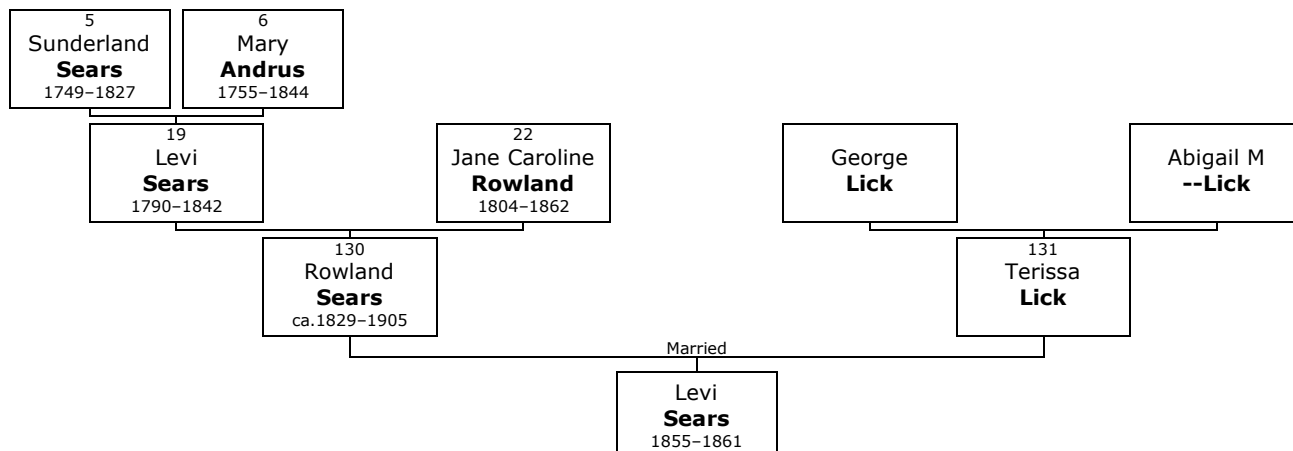 5
Sunderland
Sears
1749–1827
6
Mary
Andrus
1755–1844
19
Levi
Sears
1790–1842
22
Jane Caroline
Rowland
1804–1862
George
Lick
Abigail M
--Lick
130
Rowland
Sears
ca.1829–1905
131
Terissa
Lick
Married
Levi
Sears
1855–1861